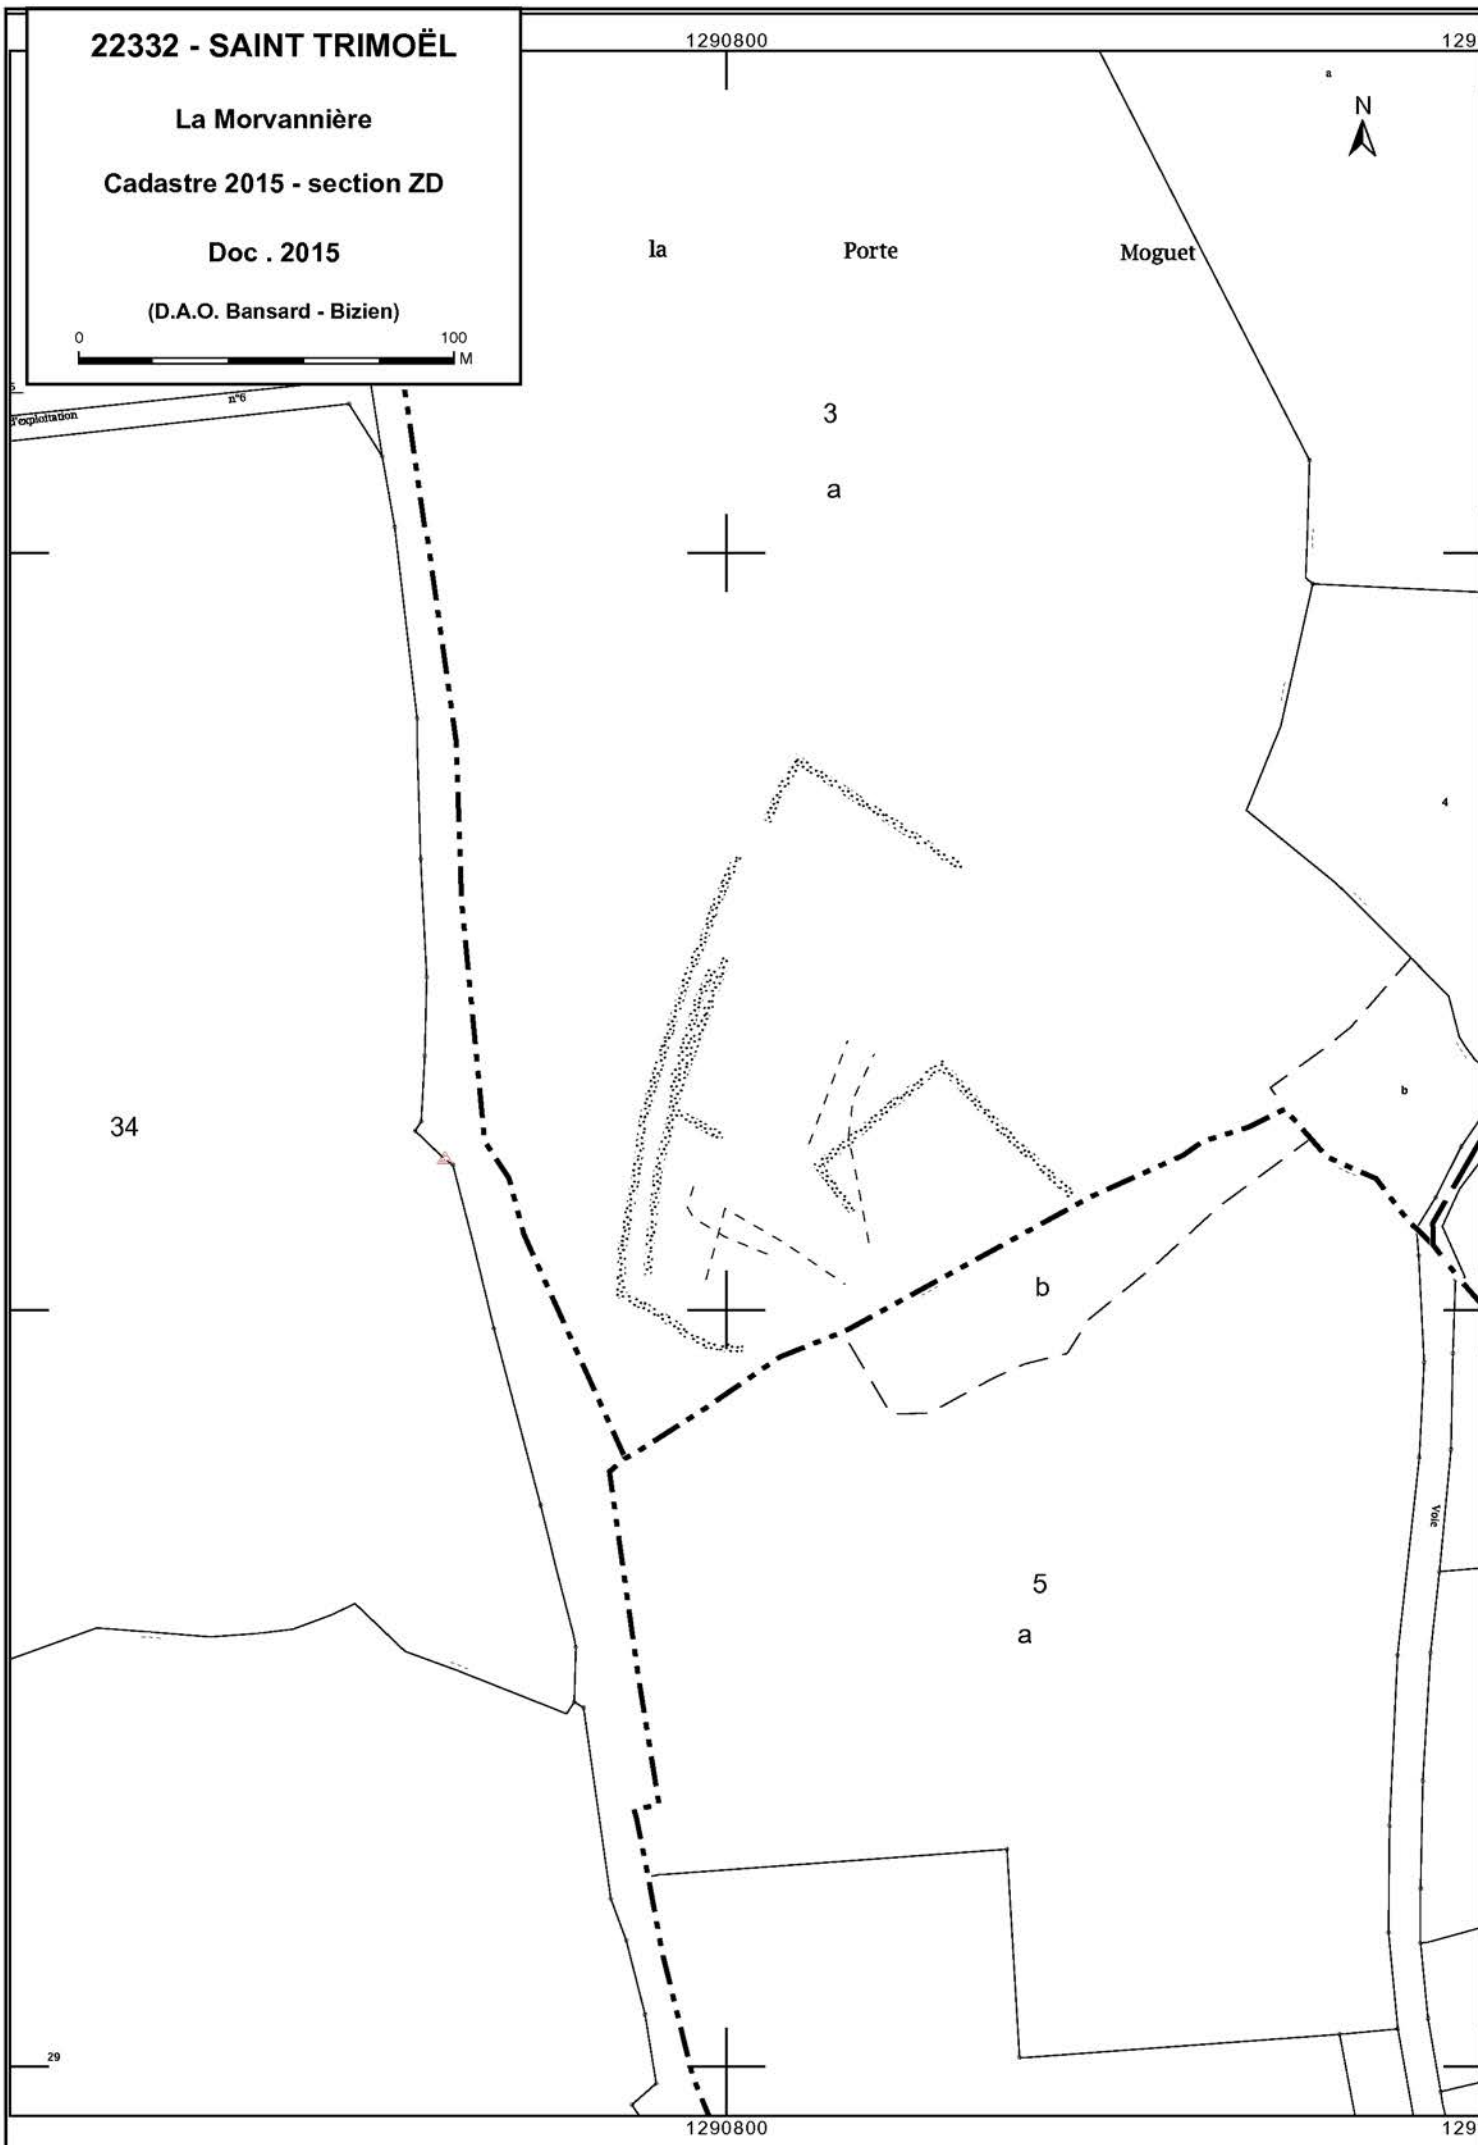 22332 - SAINT TRIMOËL
La Morvannière
Cadastre 2015 - section ZD
Doc . 2015
(D.A.O. Bansard - Bizien)
0 100
M
1290800
129
a
N
la Porte Moguet
5
n°6
d'exploitation
3
a
4
34
b
b
Voie
5
a
29
1290800
129